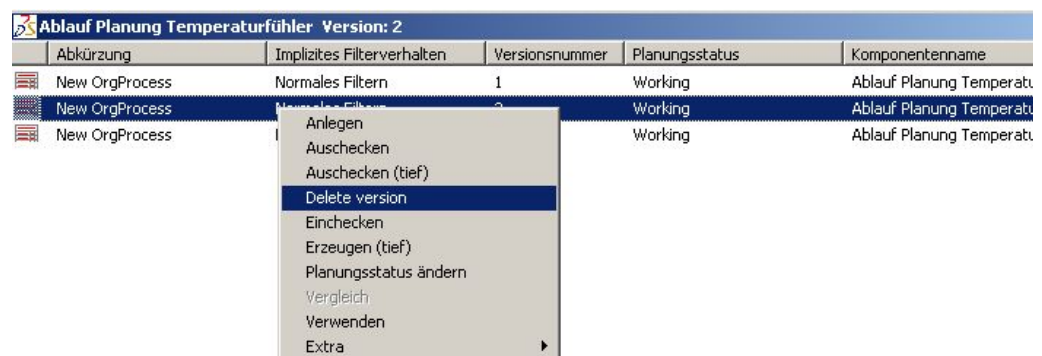 Ablauf Planung Temperaturfühler Version: 2
Abkürzung Implizites Filterverhalten Versionsnummer Planungsstatus Komponentenname
New OrgProcess Normales Filtern 1 Working Ablauf Planung Temperatu
New OrgProcess Working Ablauf Planung Temperatu
New OrgProcess Working Ablauf Planung Temperatu
Anlegen
Auschecken
Auschecken (tief)
Delete version
Einchecken
Erzeugen (tief)
Planungsstatus ändern
Vergleich
Verwenden
Extra